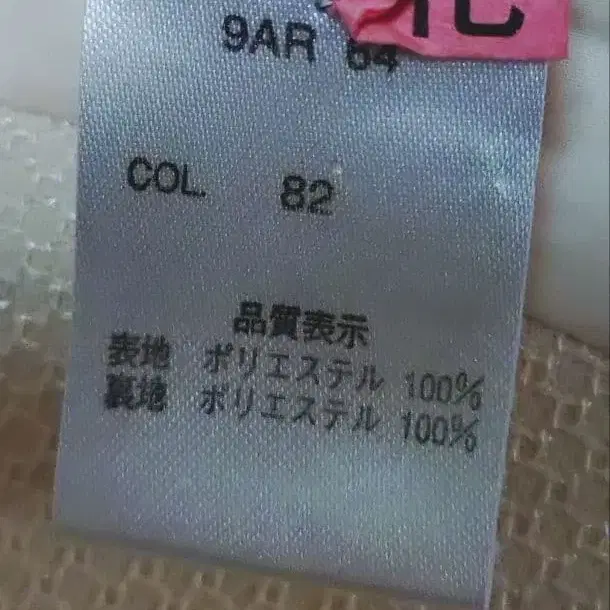 9AR 64
COL. 82
品質表示
表地 ポリエステル 100%
裏地 ポリエステル 100%